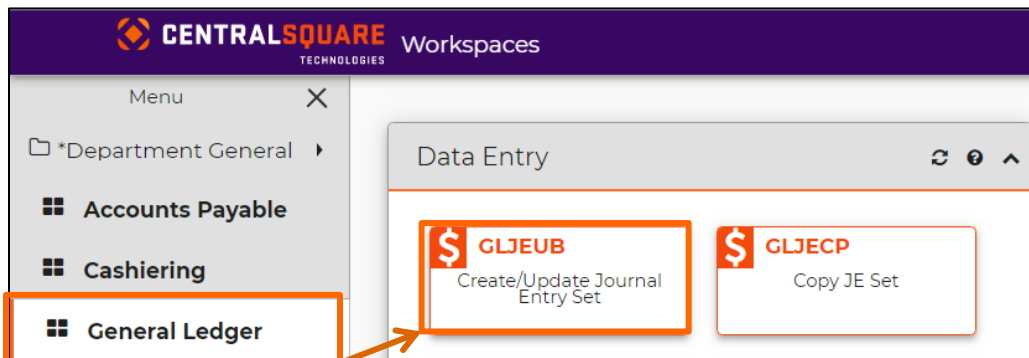 CENTRALSQUARE
TECHNOLOGIES
Workspaces
Menu
*Department General
Accounts Payable
Cashiering
General Ledger
Data Entry
$ GLJEUB
Create/Update Journal
Entry Set
$ GLJECP
Copy JE Set